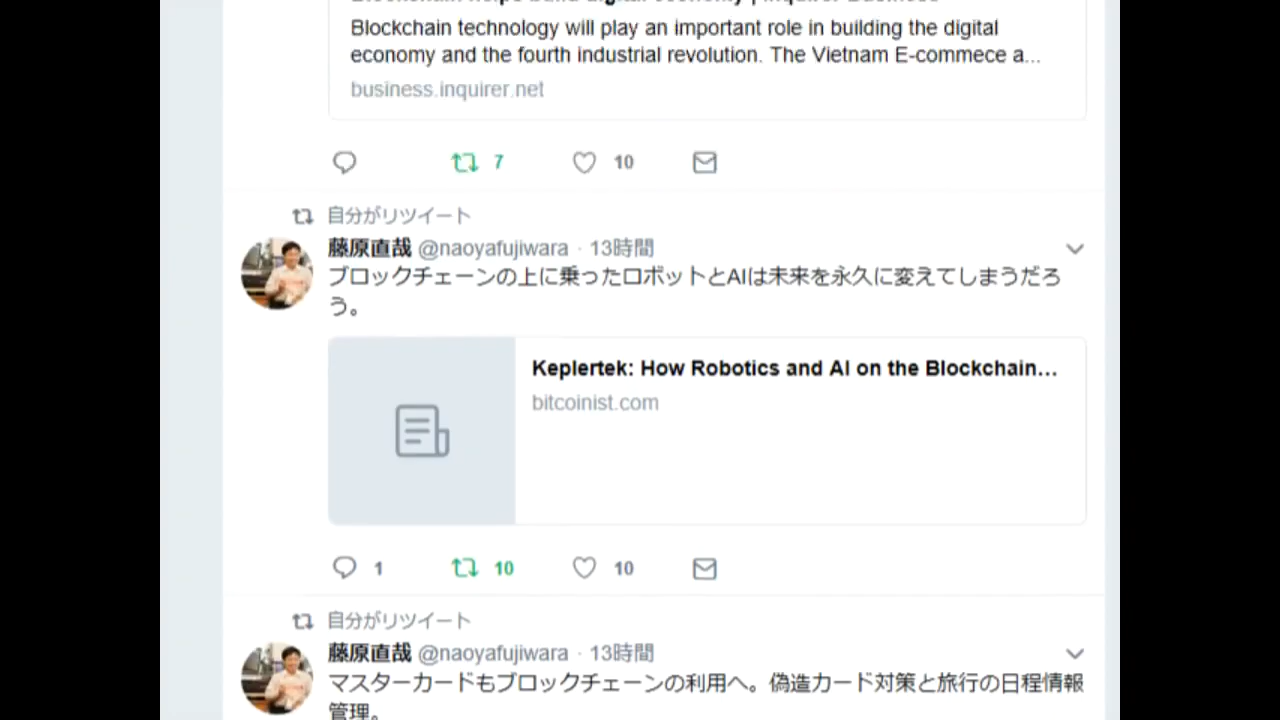 Blockchain helps build digital economy | Inquirer Business
Blockchain technology will play an important role in building the digital
economy and the fourth industrial revolution. The Vietnam E-commece a...
business.inquirer.net
7 10
自分がリツイート
藤原直哉 @naoyafujiwara · 13時間
ブロックチェーンの上に乗ったロボットとAIは未来を永久に変えてしまうだろ
う。
Keplertek: How Robotics and AI on the Blockchain...
bitcoinist.com
1 10 10
自分がリツイート
藤原直哉 @naoyafujiwara · 13時間
マスターカードもブロックチェーンの利用へ。偽造カード対策と旅行の日程情報
管理。